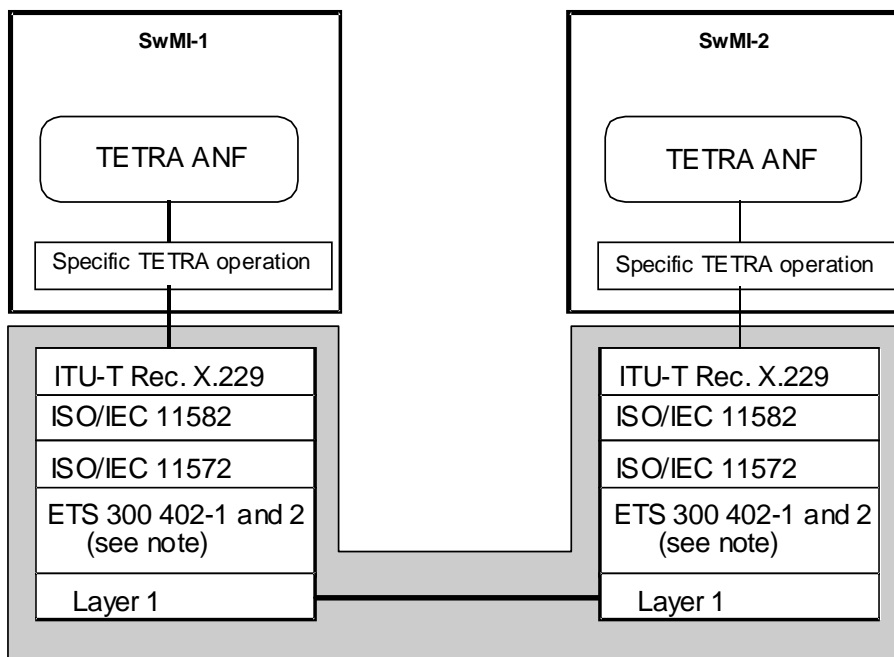 SwMI-1
TETRA ANF
Specific TETRA operation
ITU-T Rec. X.229
ISO/IEC 11582
ISO/IEC 11572
ETS 300 402-1 and 2
(see note)
Layer 1
SwMI-2
TETRA ANF
Specific TETRA operation
ITU-T Rec. X.229
ISO/IEC 11582
ISO/IEC 11572
ETS 300 402-1 and 2
(see note)
Layer 1